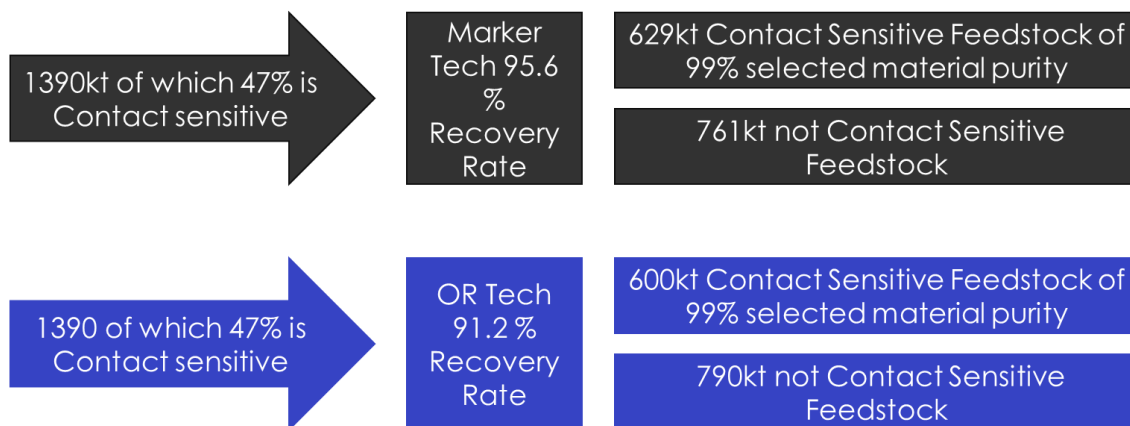 1390kt of which 47% is
Contact sensitive
Marker
Tech 95.6
%
Recovery
Rate
629kt Contact Sensitive Feedstock of
99% selected material purity
761kt not Contact Sensitive
Feedstock
1390 of which 47% is
Contact sensitive
OR Tech
91.2 %
Recovery
Rate
600kt Contact Sensitive Feedstock of
99% selected material purity
790kt not Contact Sensitive
Feedstock